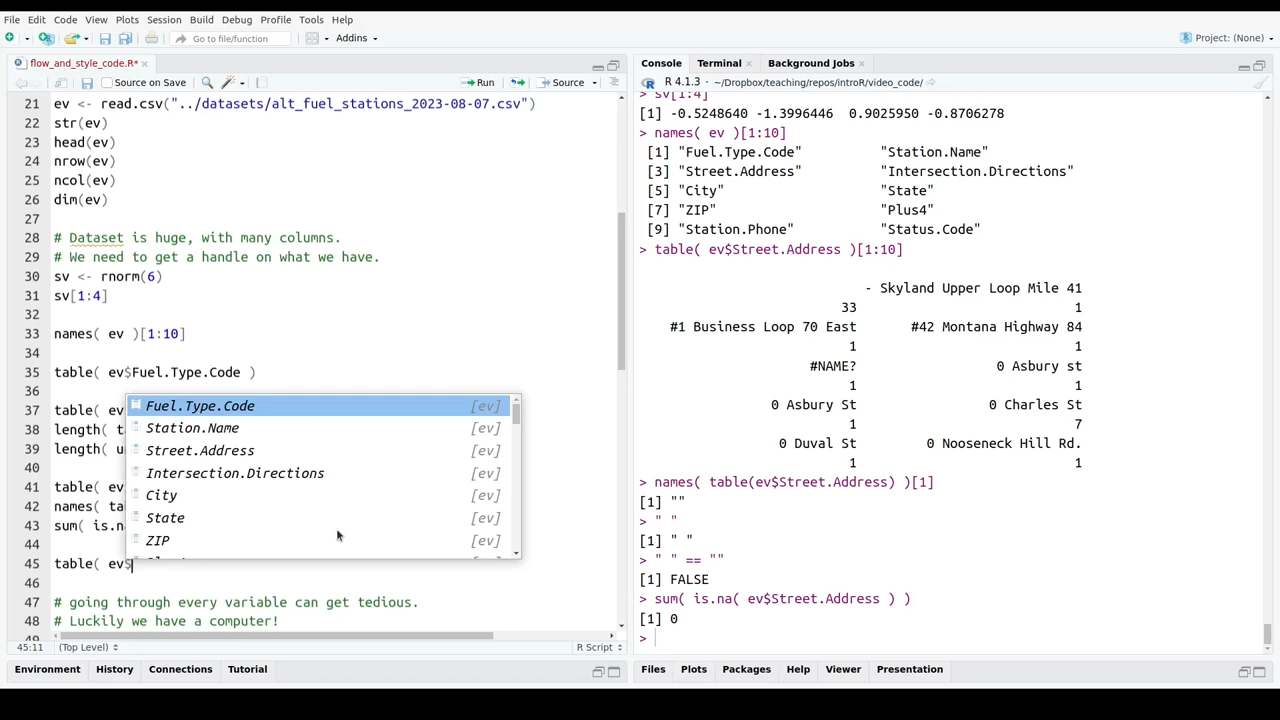 File Edit Code View Plots Session Build Debug Profile Tools Help
Go to file/function Addins Project: (None)
flow_and_style_code.R*
Source on Save Run Source
21 ev <- read.csv("../datasets/alt_fuel_stations_2023-08-07.csv")
22 str(ev)
23 head(ev)
24 nrow(ev)
25 ncol(ev)
26 dim(ev)
27
28 # Dataset is huge, with many columns.
29 # We need to get a handle on what we have.
30 sv <- rnorm(6)
31 sv[1:4]
32
33 names( ev )[1:10]
34
35 table( ev$Fuel.Type.Code )
36
37 table( ev
38 length( t
39 length( u
40
41 table( ev
42 names( ta
43 sum( is.n
44
45 table( ev$
46
47 # going through every variable can get tedious.
48 # Luckily we have a computer!
49
Fuel.Type.Code [ev]
Station.Name [ev]
Street.Address [ev]
Intersection.Directions [ev]
City [ev]
State [ev]
ZIP [ev]
45:11 (Top Level) R Script
Environment History Connections Tutorial
Console Terminal Background Jobs
R 4.1.3 · ~/Dropbox/teaching/repos/introR/video_code/
> sv[1:4]
[1] -0.5248640 -1.3996446 0.9025950 -0.8706278
> names( ev )[1:10]
[1] "Fuel.Type.Code" "Station.Name"
[3] "Street.Address" "Intersection.Directions"
[5] "City" "State"
[7] "ZIP" "Plus4"
[9] "Station.Phone" "Status.Code"
> table( ev$Street.Address )[1:10]
- Skyland Upper Loop Mile 41
33 1
#1 Business Loop 70 East #42 Montana Highway 84
1 1
#NAME? 0 Asbury st
1 1
0 Asbury St 0 Charles St
1 7
0 Duval St 0 Nooseneck Hill Rd.
1 1
> names( table(ev$Street.Address) )[1]
[1] ""
> " "
[1] " "
> " " == ""
[1] FALSE
> sum( is.na( ev$Street.Address ) )
[1] 0
>
Files Plots Packages Help Viewer Presentation